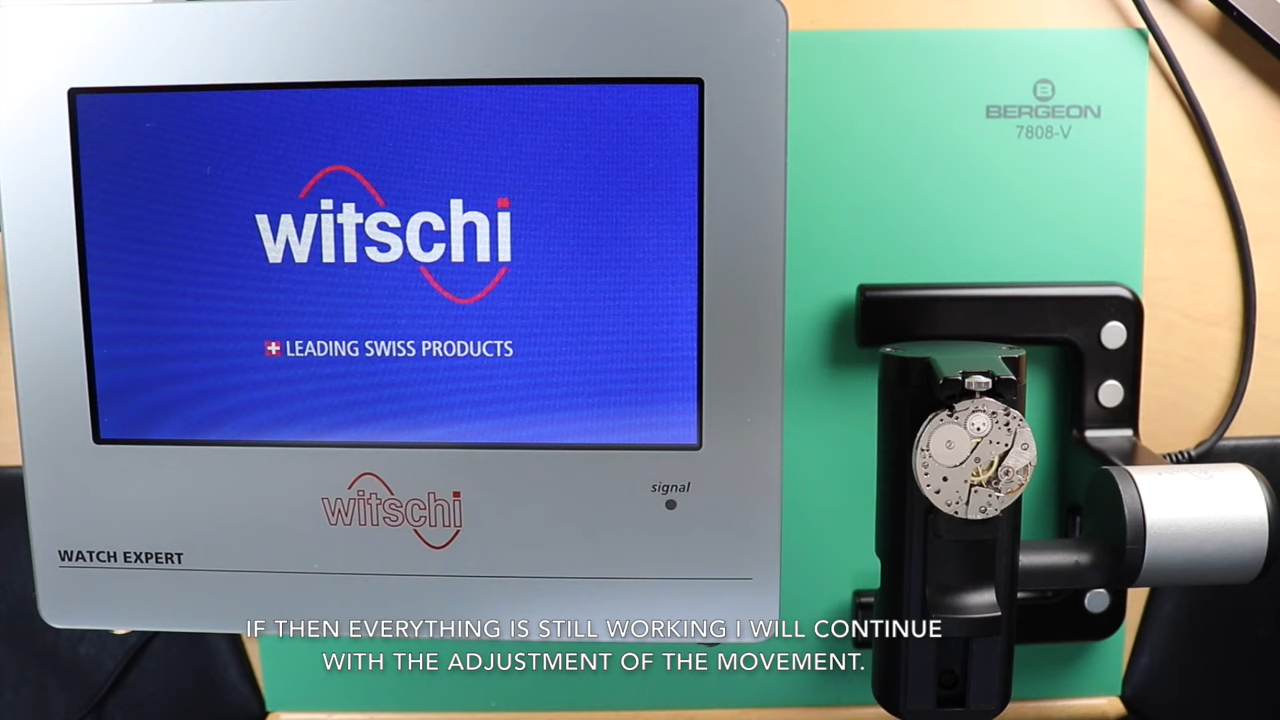 witschi
LEADING SWISS PRODUCTS
witschi
signal
WATCH EXPERT
B
BERGEON
7808-V
IF THEN EVERYTHING IS STILL WORKING I WILL CONTINUE
WITH THE ADJUSTMENT OF THE MOVEMENT.